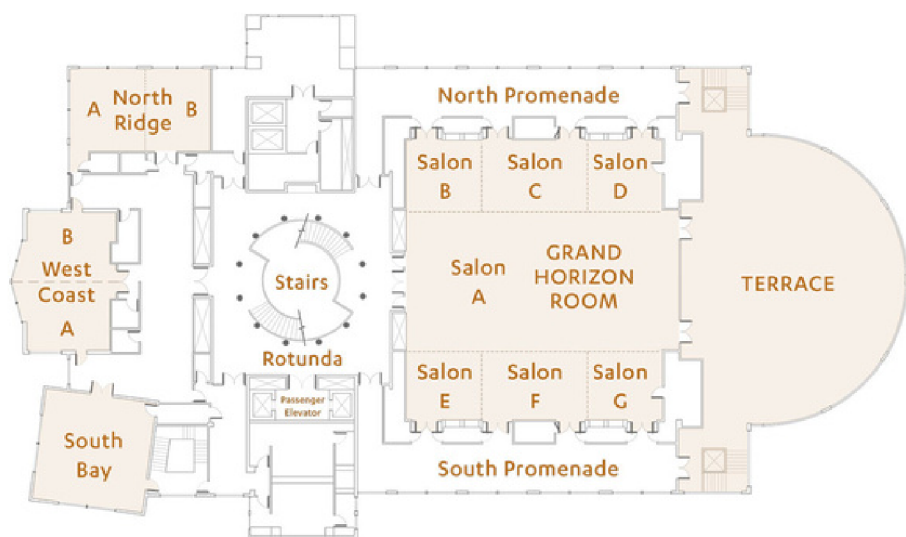 North Promenade
A North B
Ridge
Salon
B
Salon
C
Salon
D
B
West
Coast
A
Stairs
Salon
A
GRAND
HORIZON
ROOM
TERRACE
Rotunda
Salon
E
Salon
F
Salon
G
Passenger
Elevator
South
Bay
South Promenade